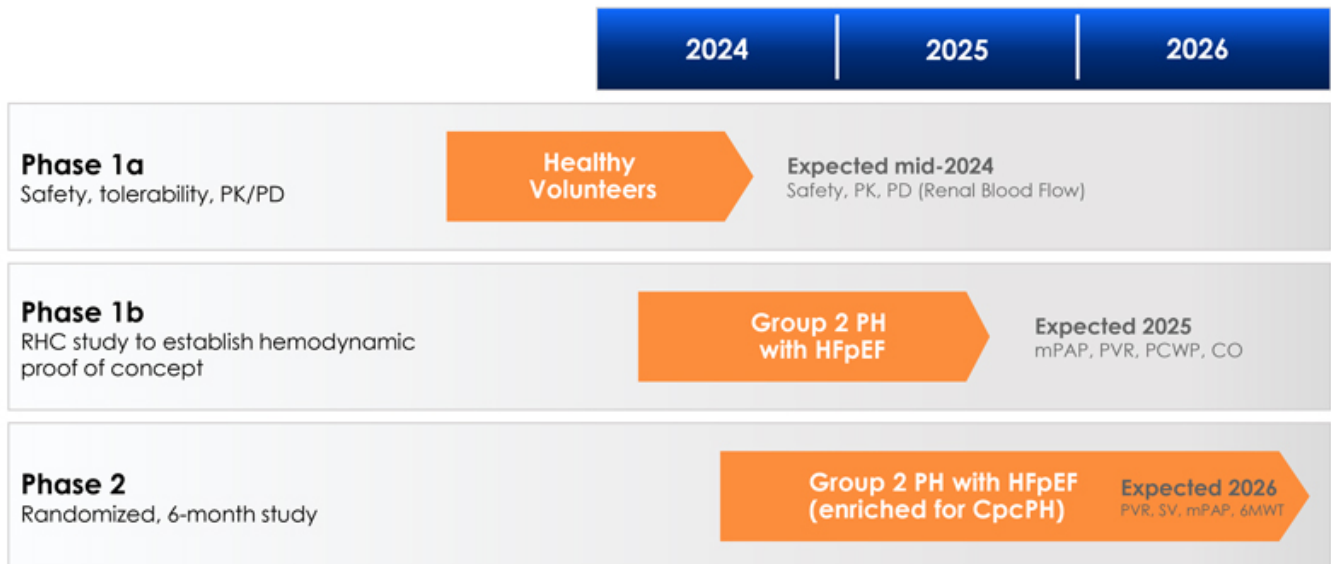 2024 2025 2026
Phase 1a
Safety, tolerability, PK/PD
Healthy
Volunteers
Expected mid-2024
Safety, PK, PD (Renal Blood Flow)
Phase 1b
RHC study to establish hemodynamic
proof of concept
Group 2 PH
with HFpEF
Expected 2025
mPAP, PVR, PCWP, CO
Phase 2
Randomized, 6-month study
Group 2 PH with HFpEF
(enriched for CpcPH)
Expected 2026
PVR, SV, mPAP, 6MWT